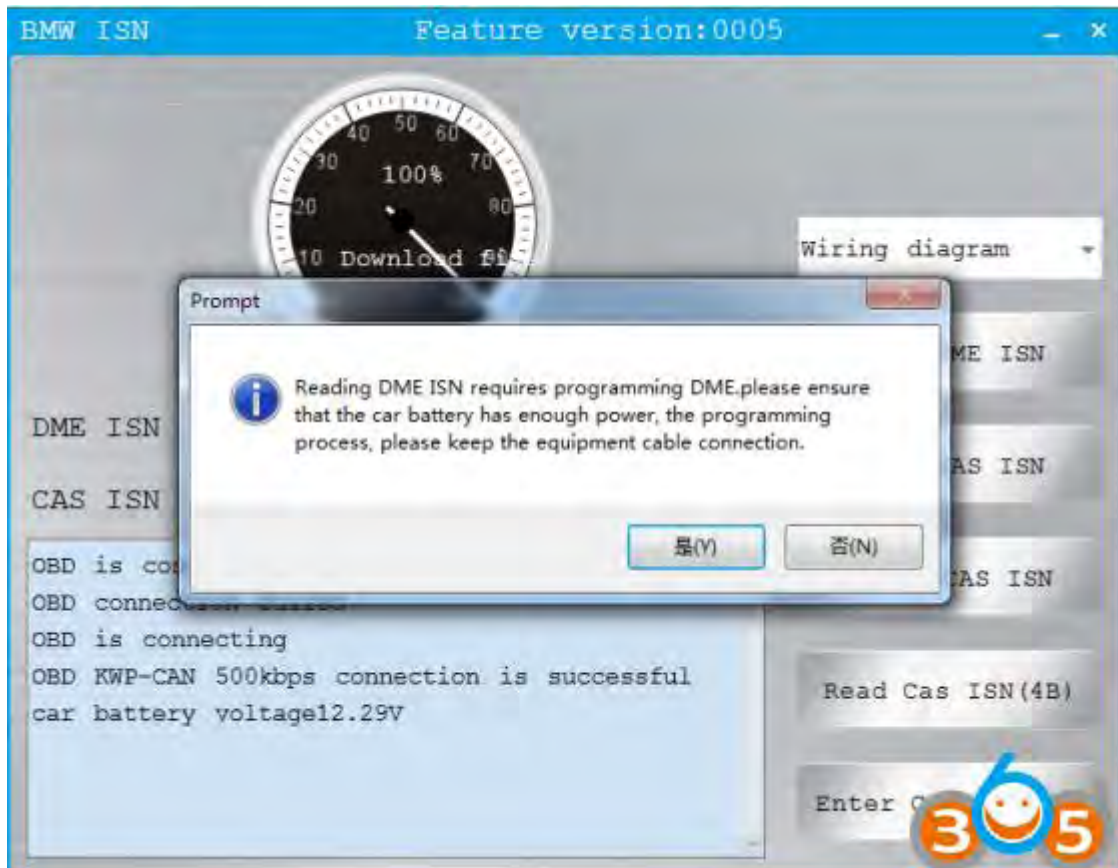 BMW ISN
Feature version:0005
40 50 60
30 70
100%
20 80
10 Download
Wiring diagram
Prompt
Reading DME ISN requires programming DME.please ensure
that the car battery has enough power, the programming
process, please keep the equipment cable connection.
是(Y) 否(N)
ME ISN
DME ISN
AS ISN
CAS ISN
OBD is
CAS ISN
OBD
OBD is connecting
OBD KWP-CAN 500kbps connection is successful
Read Cas ISN(4B)
car battery voltage12.29V
Enter
365